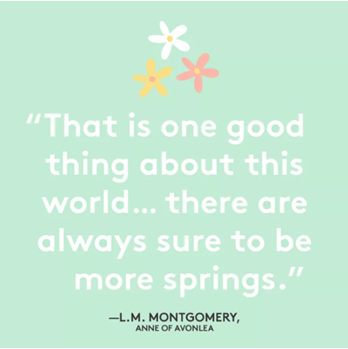 “That is one good
thing about this
world... there are
always sure to be
more springs.”
—L.M. MONTGOMERY,
ANNE OF AVONLEA